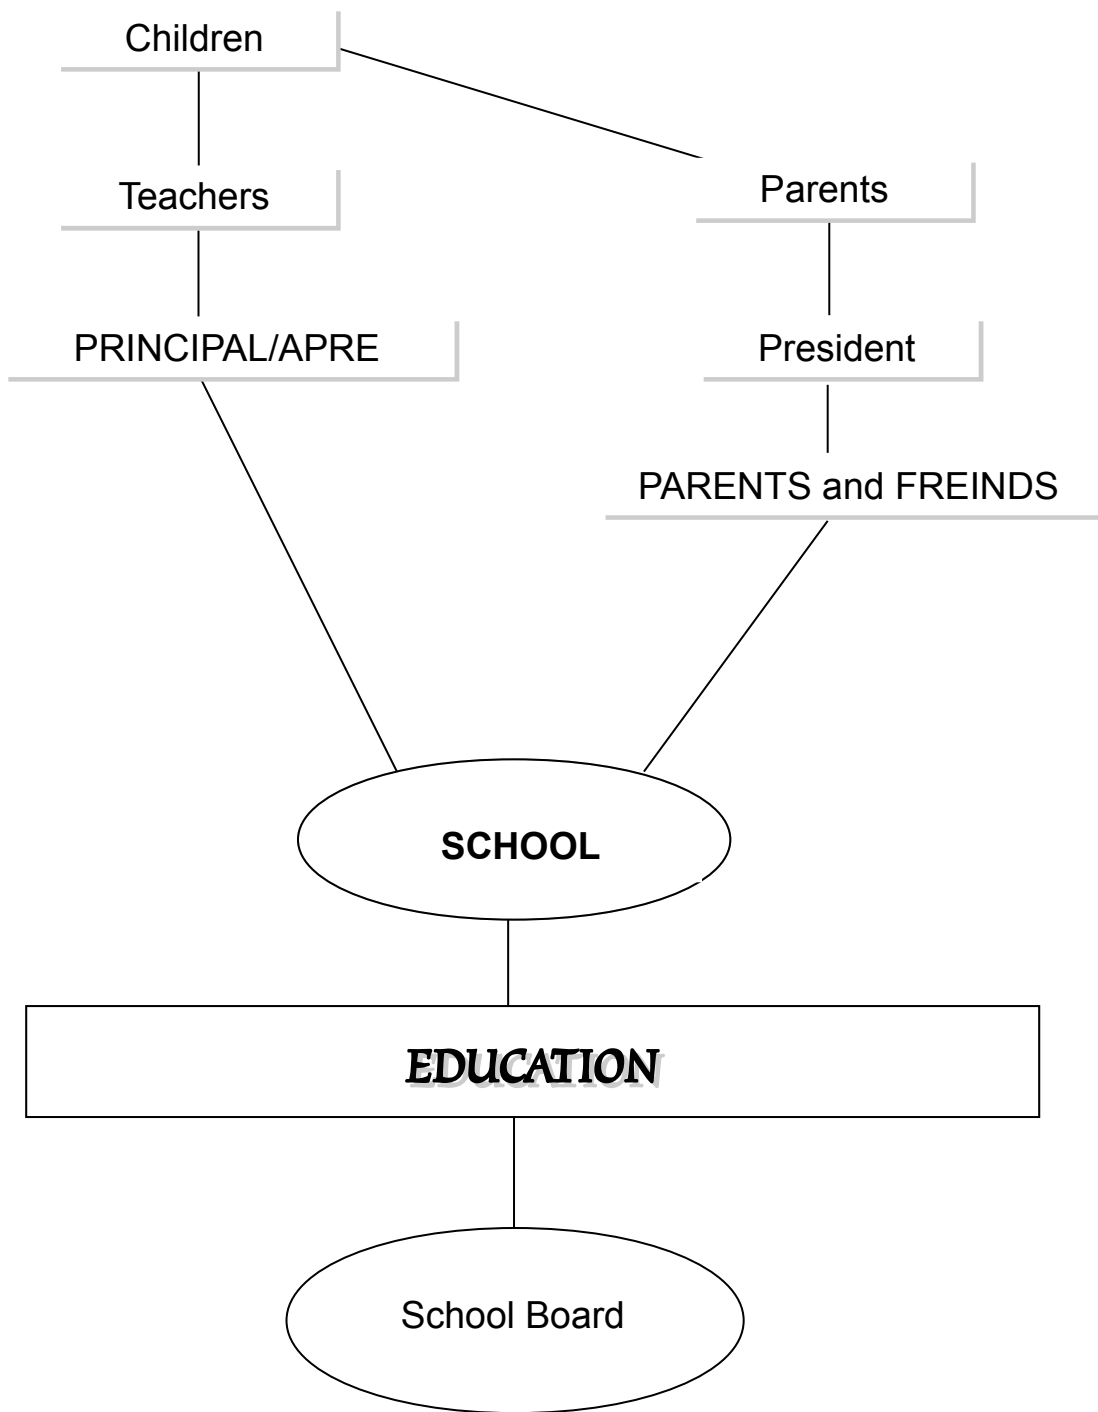 Children
Teachers
Parents
PRINCIPAL/APRE
President
PARENTS and FREINDS
SCHOOL
EDUCATION
School Board